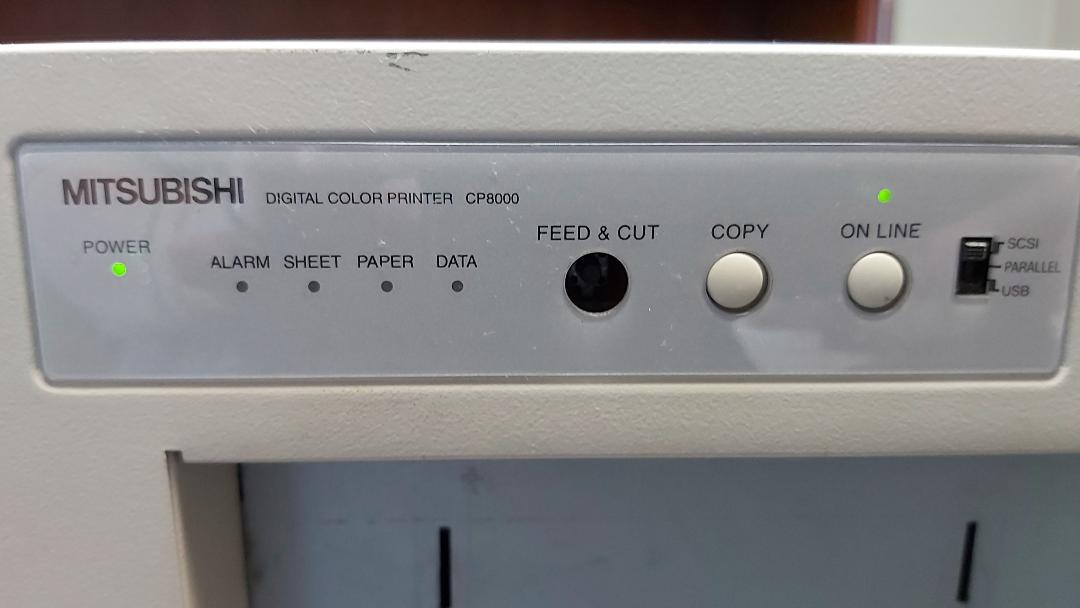 MITSUBISHI DIGITAL COLOR PRINTER CP8000
POWER
ALARM SHEET PAPER DATA
FEED & CUT COPY ON LINE
SCSI
PARALLEL
USB